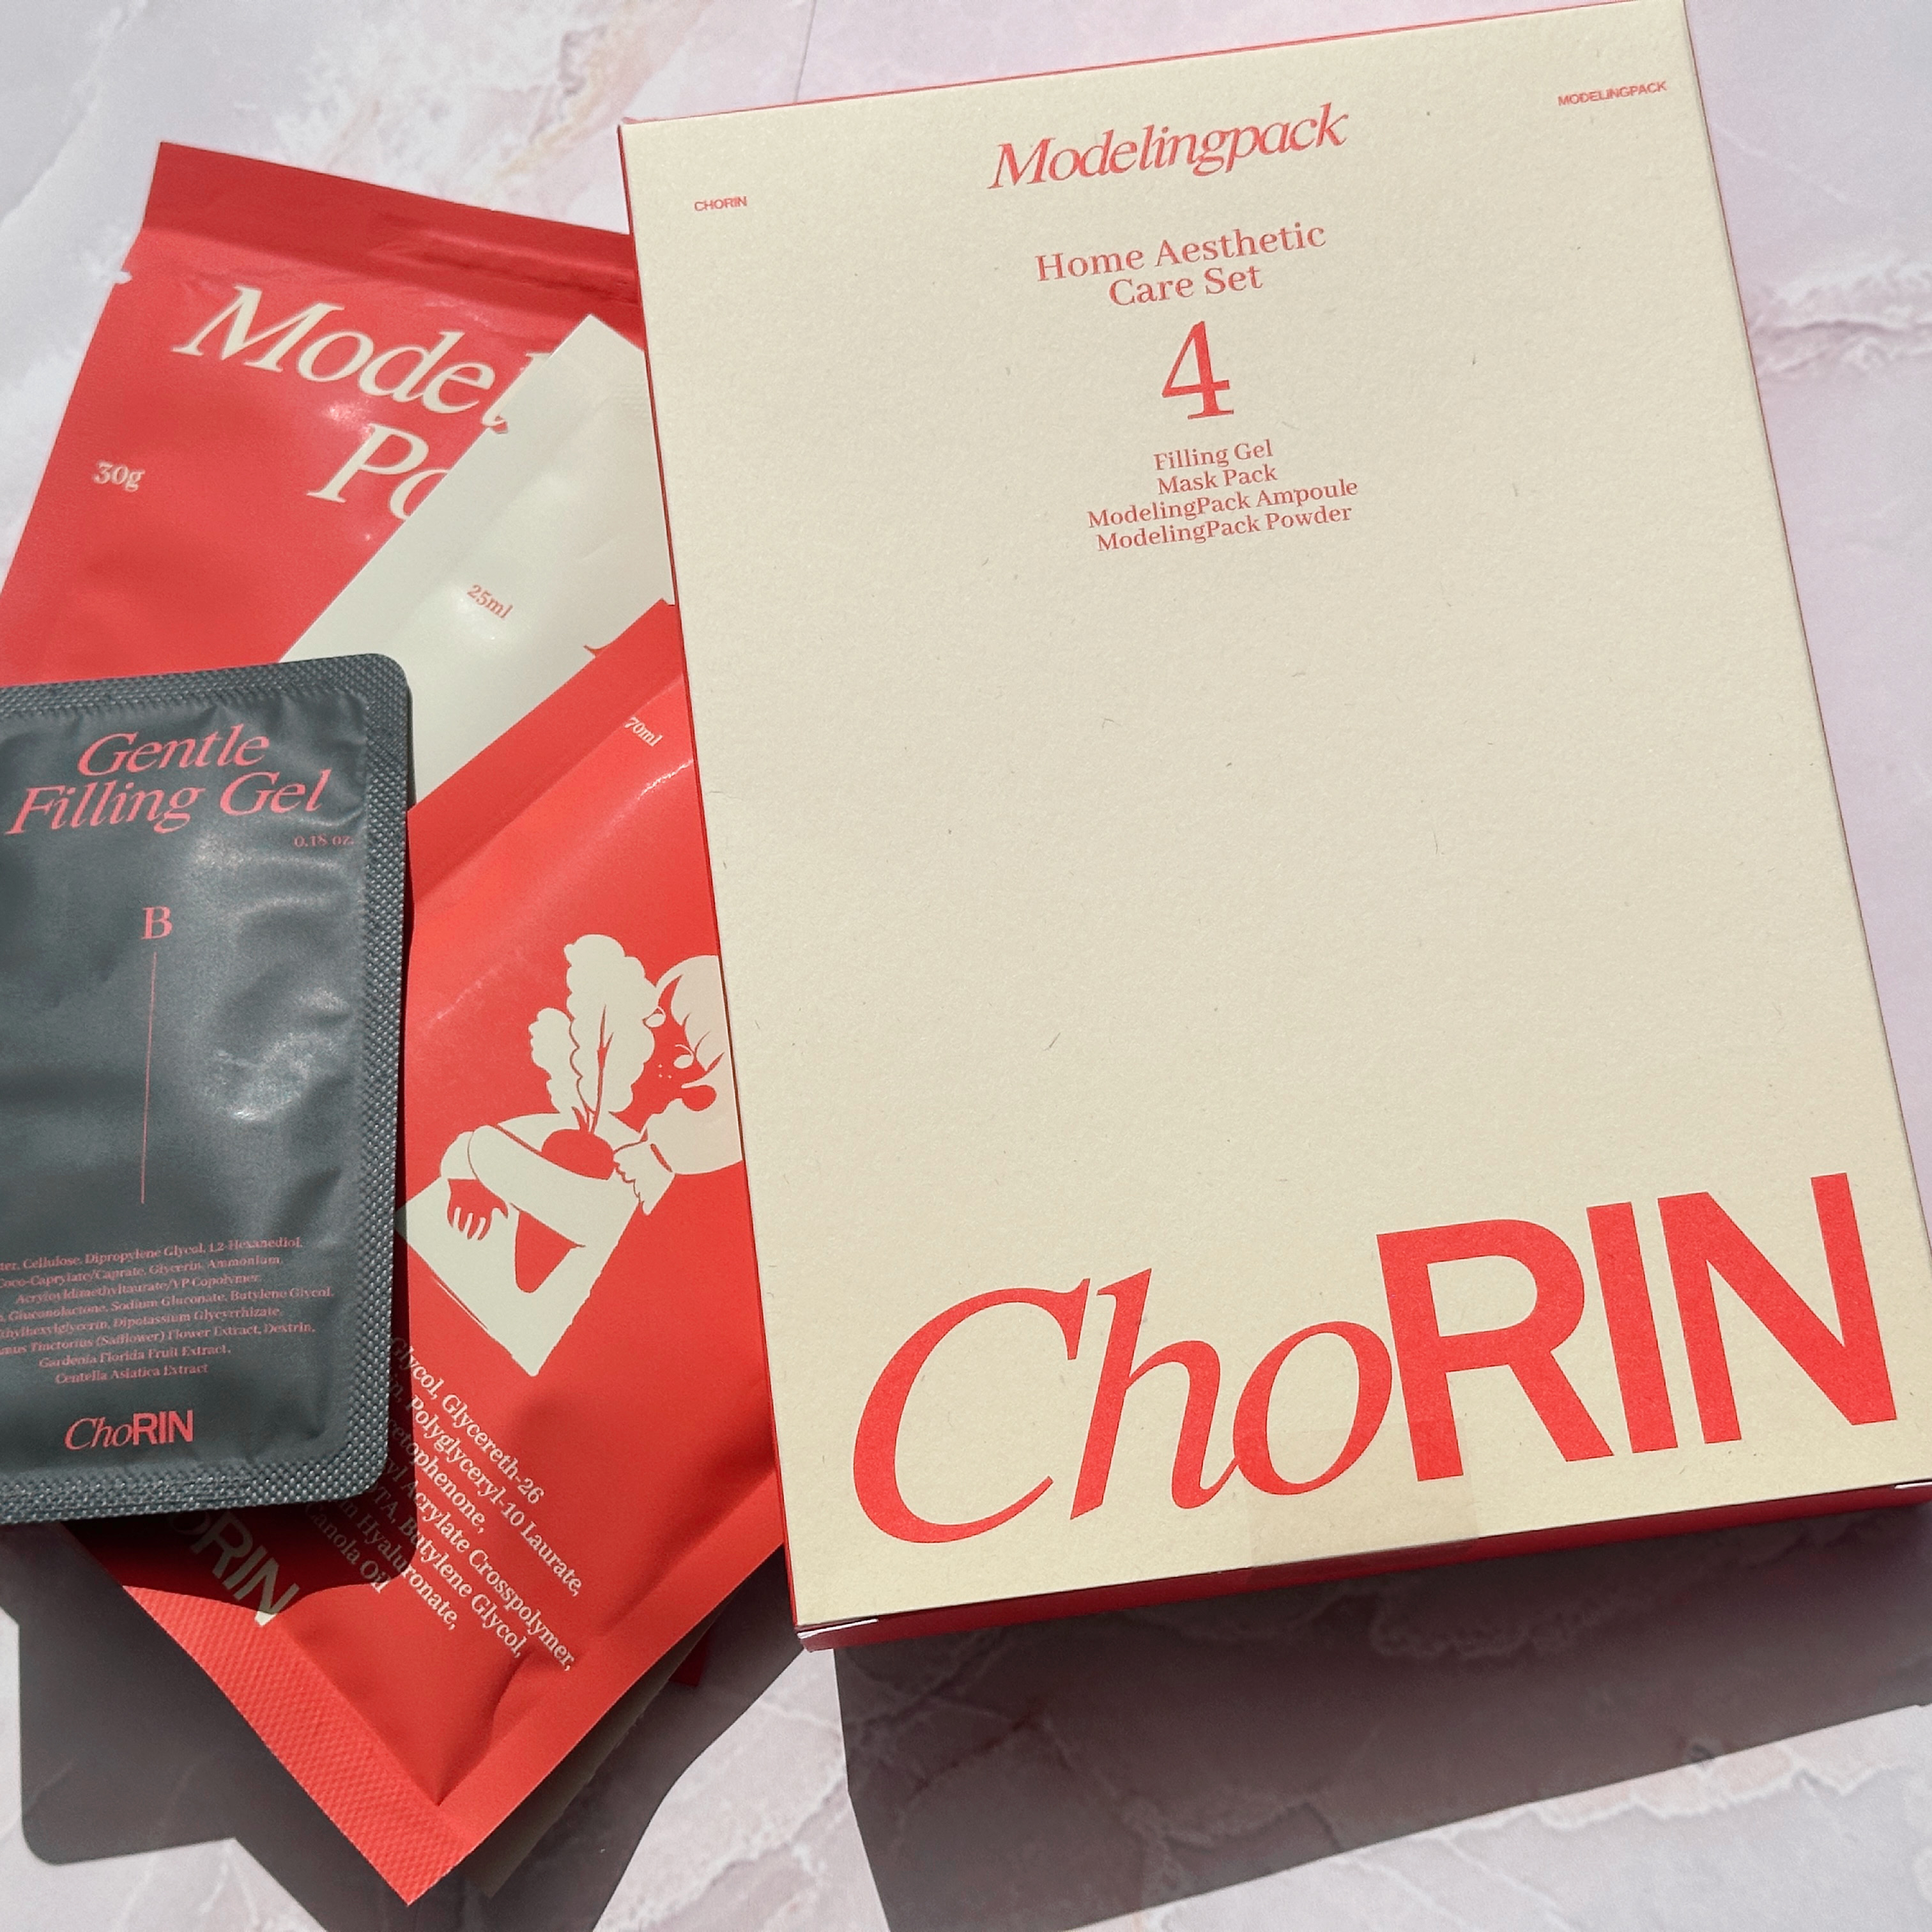 CHORIN
Modelingpack
MODELINGPACK
Home Aesthetic
Care Set
4
Filling Gel
Mask Pack
ModelingPack Ampoule
ModelingPack Powder
ChoRIN
30g
25ml
70ml
Glycol, Glycereth-26
Polyglyceryl-10 Laurate,
Acrylate Crosspolymer,
Butylene Glycol,
Hyaluronate,
Oil
Gentle
Filling Gel
0.18 oz.
B
Cellulose, Dipropylene Glycol, 1,2-Hexanediol,
Coco-Caprylate/Caprate, Glycerin, Ammonium
Acryloyldimethyltaurate/VP Copolymer,
Gluconolactone, Sodium Gluconate, Butylene Glycol,
Dipotassium Glycyrrhizate,
Tinctorius (Safflower) Flower Extract, Dextrin,
Gardenia Florida Fruit Extract,
Centella Asiatica Extract
ChoRIN